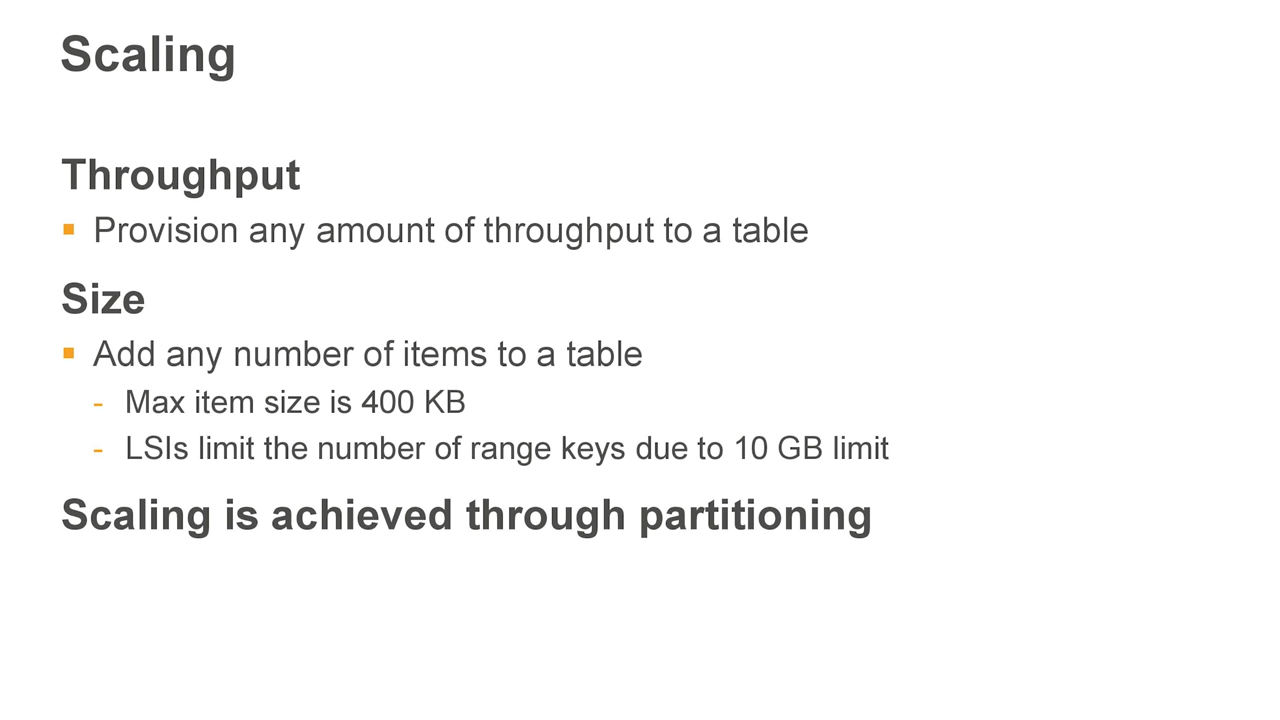 Scaling
Throughput
▪ Provision any amount of throughput to a table
Size
▪ Add any number of items to a table
- Max item size is 400 KB
- LSIs limit the number of range keys due to 10 GB limit
Scaling is achieved through partitioning